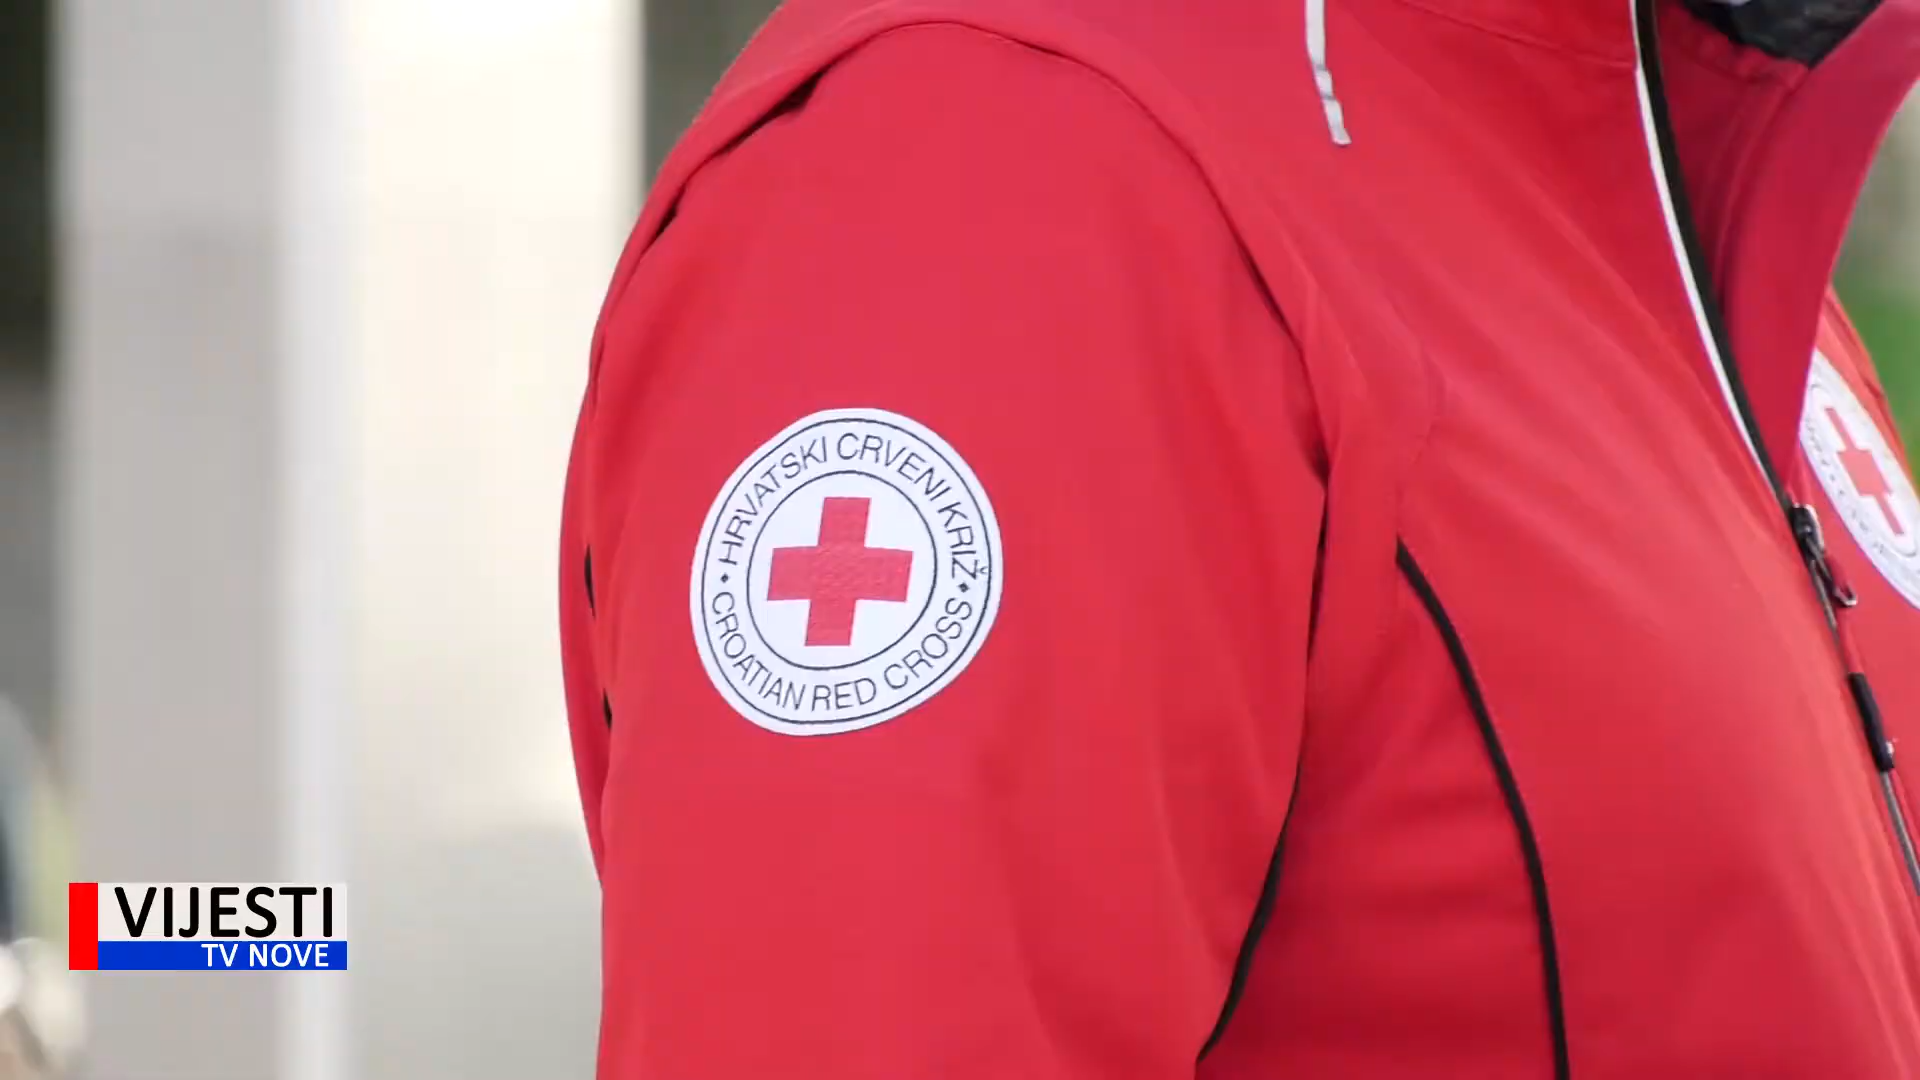 HRVATSKI CRVENI KRIŽ
CROATIAN RED CROSS
VIJESTI
TV NOVE